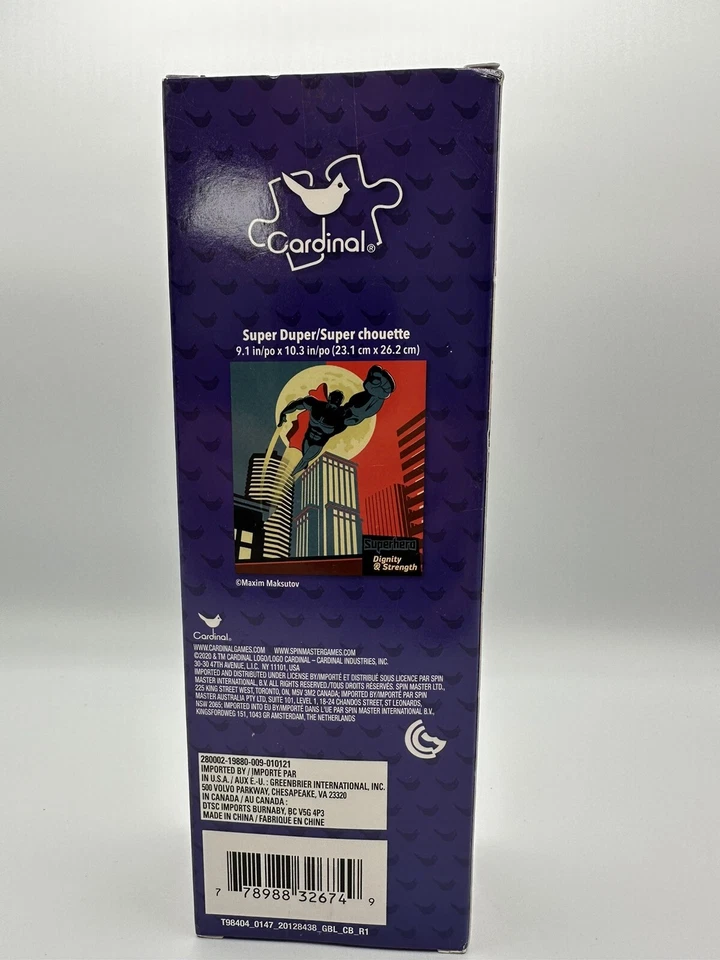 Cardinal®
Super Duper/Super chouette
9.1 in/po x 10.3 in/po (23.1 cm x 26.2 cm)
Superhero
Dignity
& Strength
©Maxim Maksutov
Cardinal®
WWW.CARDINALGAMES.COM WWW.SPINMASTERGAMES.COM
©2020 & TM CARDINAL LOGO/LOGO CARDINAL – CARDINAL INDUSTRIES, INC.
30-30 47TH AVENUE, L.I.C. NY 11101, USA
IMPORTED AND DISTRIBUTED UNDER LICENSE BY/IMPORTÉ ET DISTRIBUÉ SOUS LICENCE PAR SPIN
MASTER INTERNATIONAL, B.V. ALL RIGHTS RESERVED./TOUS DROITS RÉSERVÉS. SPIN MASTER LTD.,
225 KING STREET WEST, TORONTO, ON, M5V 3M2 CANADA; IMPORTED BY/IMPORTÉ PAR SPIN
MASTER AUSTRALIA PTY LTD, SUITE 101, LEVEL 1, 18-24 CHANDOS STREET, ST LEONARDS,
NSW 2065; IMPORTED INTO EU BY/IMPORTÉ DANS L'UE PAR SPIN MASTER INTERNATIONAL B.V.,
KINGSFORDWEG 151, 1043 GR AMSTERDAM, THE NETHERLANDS
280002-19880-009-010121
IMPORTED BY / IMPORTÉ PAR
IN U.S.A. / AUX É.-U. : GREENBRIER INTERNATIONAL, INC.
500 VOLVO PARKWAY, CHESAPEAKE, VA 23320
IN CANADA / AU CANADA :
DTSC IMPORTS BURNABY, BC V5G 4P3
MADE IN CHINA / FABRIQUÉ EN CHINE
7 78988 32674 9
T98404_0147_20128438_GBL_CB_R1